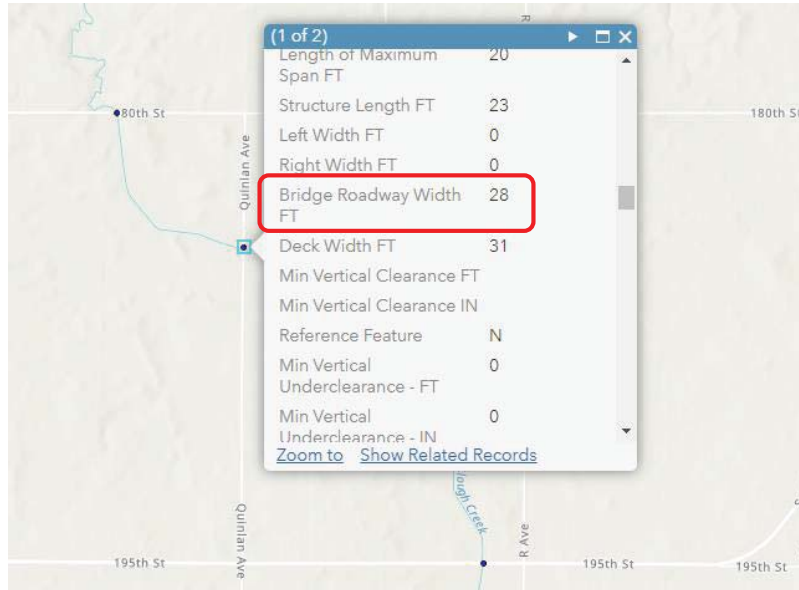 (1 of 2)
Length of Maximum 20
Span FT
Structure Length FT 23
Left Width FT 0
Right Width FT 0
Bridge Roadway Width 28
FT
Deck Width FT 31
Min Vertical Clearance FT
Min Vertical Clearance IN
Reference Feature N
Min Vertical 0
Underclearance - FT
Min Vertical 0
Underclearance - IN
Zoom to Show Related Records
80th St
180th St
Quinlan Ave
R
Quinlan Ave
R Ave
195th St
195th St
195th St
Creek